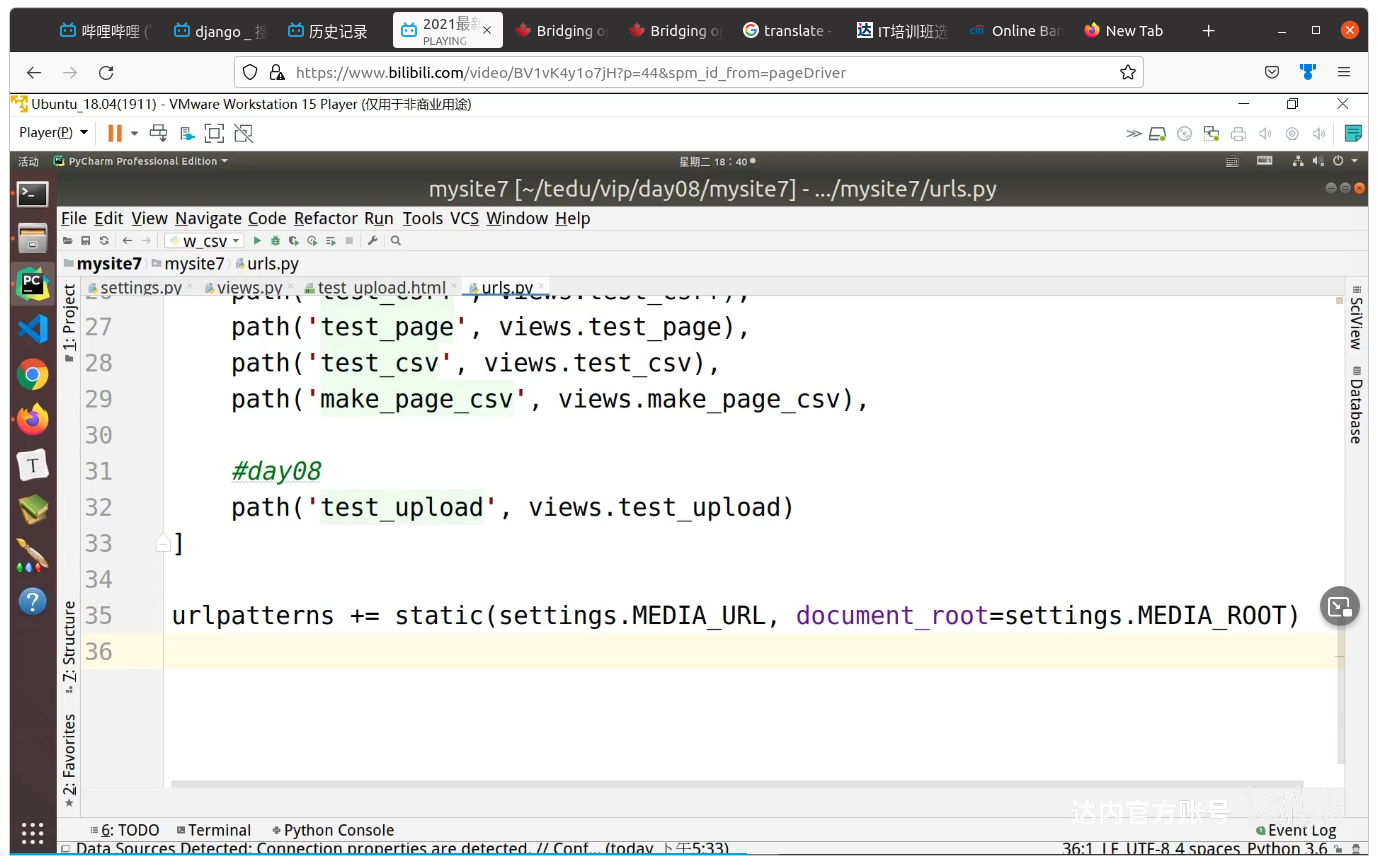 哔哩哔哩 (
django _ 搜
历史记录
2021最新
PLAYING
Bridging o
Bridging o
translate -
达 IT培训班选
citi Online Ban
New Tab
https://www.bilibili.com/video/BV1vK4y1o7jH?p=44&spm_id_from=pageDriver
Ubuntu_18.04(1911) - VMware Workstation 15 Player (仅用于非商业用途)
Player(P)
活动 PyCharm Professional Edition 星期二 18：40
mysite7 [~/tedu/vip/day08/mysite7] - .../mysite7/urls.py
File Edit View Navigate Code Refactor Run Tools VCS Window Help
w_csv
mysite7 mysite7 urls.py
settings.py views.py test_upload.html urls.py
26 path('test_csrf', views.test_csrf),
27 path('test_page', views.test_page),
28 path('test_csv', views.test_csv),
29 path('make_page_csv', views.make_page_csv),
30
31 #day08
32 path('test_upload', views.test_upload)
33 ]
34
35 urlpatterns += static(settings.MEDIA_URL, document_root=settings.MEDIA_ROOT)
36
1: Project
7: Structure
2: Favorites
SciView
Database
PC
T
?
达内官方账号
6: TODO Terminal Python Console 1 Event Log
Data Sources Detected: Connection properties are detected. // Conf... (today 下午5:33) 36:1 LF UTF-8 4 spaces Python 3.6